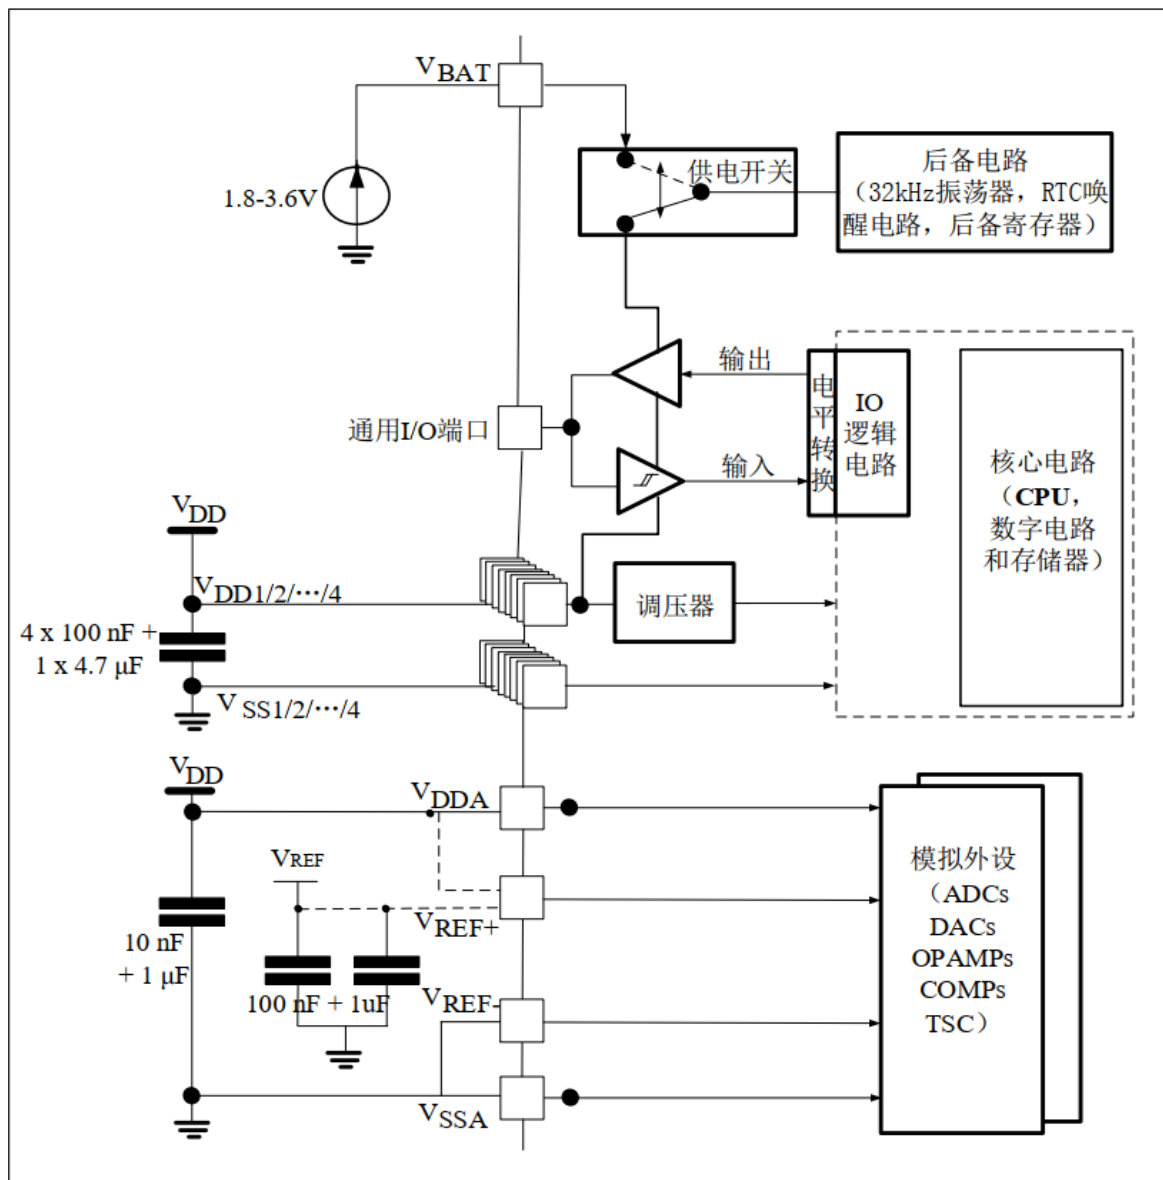 VBAT
1.8-3.6V
供电开关
后备电路
（32kHz振荡器，RTC唤
醒电路，后备寄存器）
输出
通用I/O端口
输入
电平转换
IO
逻辑
电路
核心电路
（CPU，
数字电路
和存储器）
VDD
VDD1/2/···/4
4 x 100 nF +
1 x 4.7 μF
VSS1/2/···/4
调压器
VDD
VDDA
VREF
VREF+
10 nF
+ 1 μF
100 nF + 1uF
VREF-
VSSA
模拟外设
（ADCs
DACs
OPAMPs
COMPs
TSC）